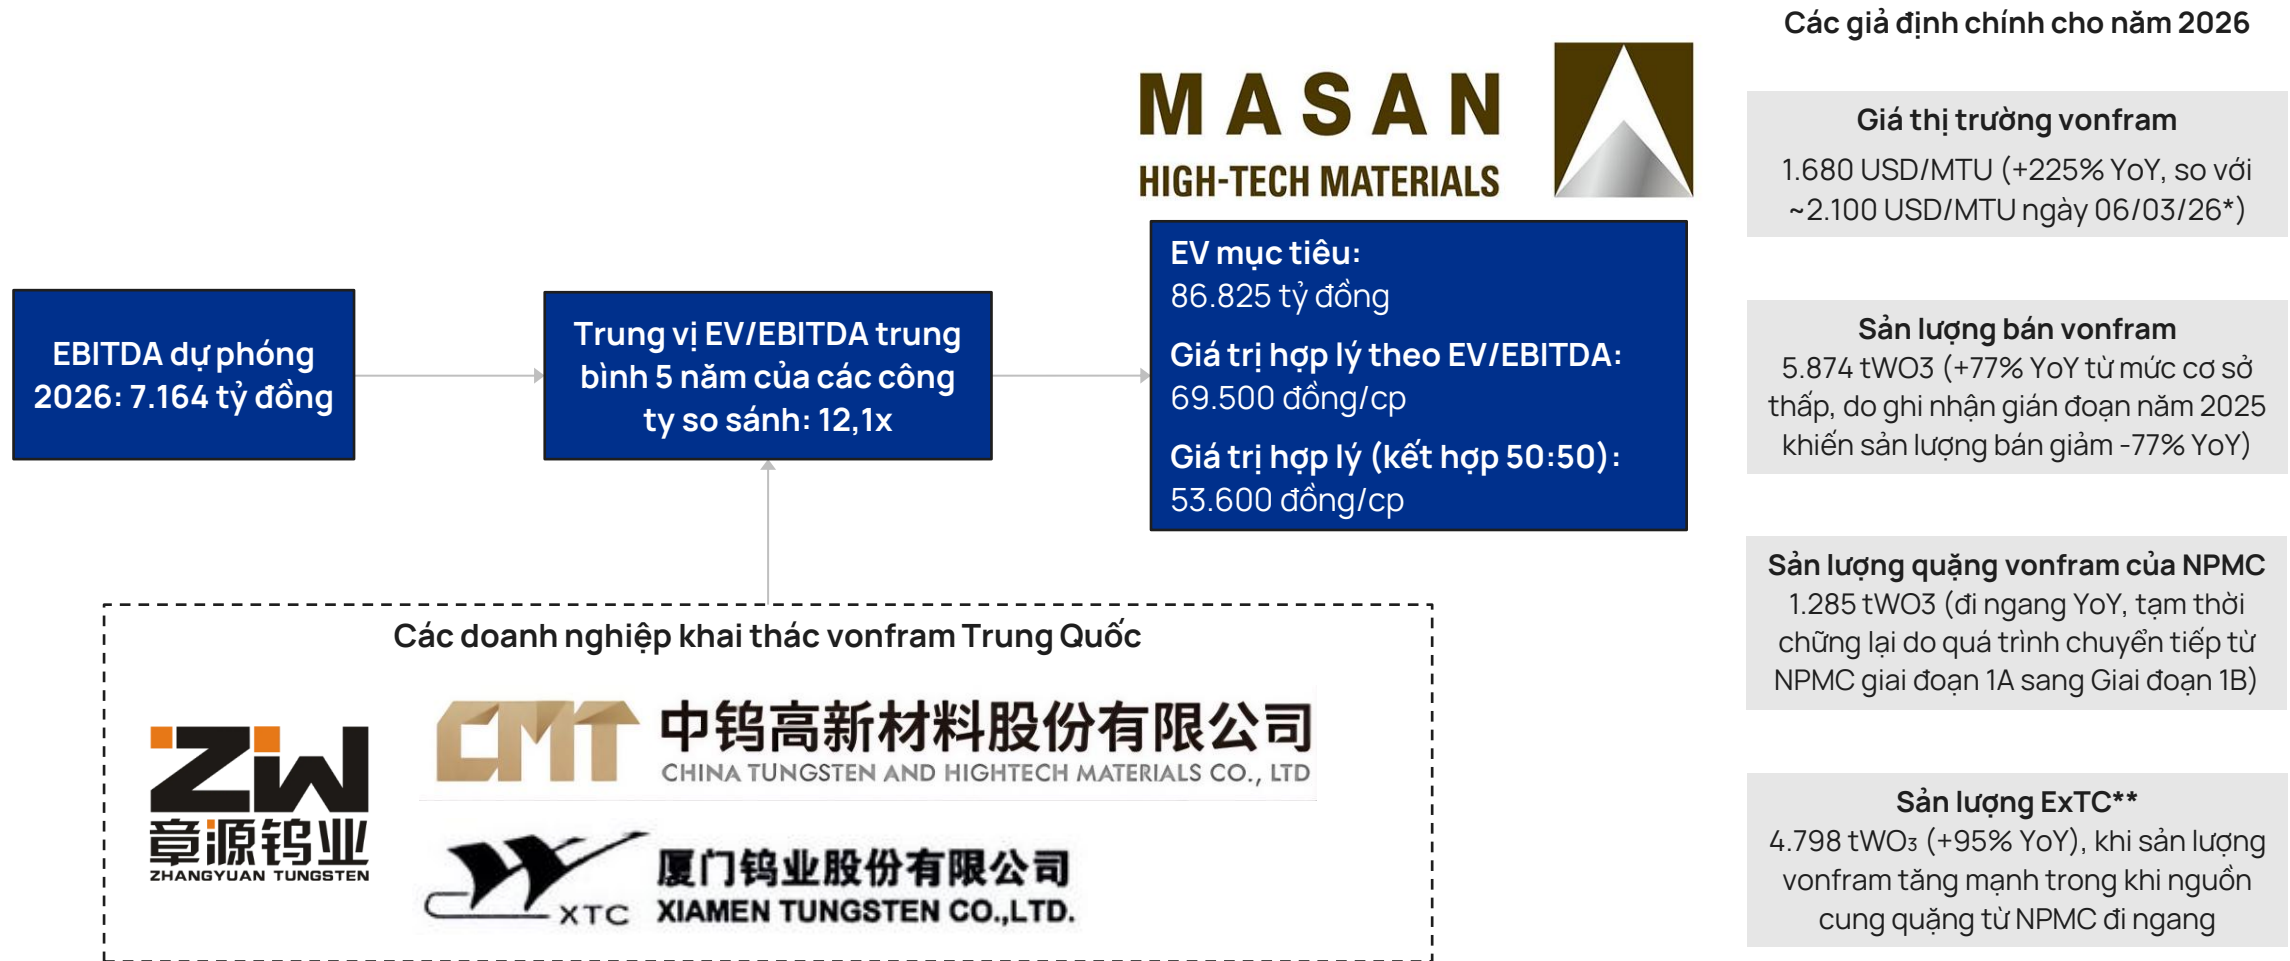 Các giả định chính cho năm 2026
MASAN
HIGH-TECH MATERIALS
EBITDA dự phóng
2026: 7.164 tỷ đồng
Trung vị EV/EBITDA trung
bình 5 năm của các công
ty so sánh: 12,1x
EV mục tiêu:
86.825 tỷ đồng
Giá trị hợp lý theo EV/EBITDA:
69.500 đồng/cp
Giá trị hợp lý (kết hợp 50:50):
53.600 đồng/cp
Các doanh nghiệp khai thác vonfram Trung Quốc
ZW
章源钨业
ZHANGYUAN TUNGSTEN
CMT
中钨高新材料股份有限公司
CHINA TUNGSTEN AND HIGHTECH MATERIALS CO., LTD
XTC
厦门钨业股份有限公司
XIAMEN TUNGSTEN CO.,LTD.
Giá thị trường vonfram
1.680 USD/MTU (+225% YoY, so với
~2.100 USD/MTU ngày 06/03/26*)
Sản lượng bán vonfram
5.874 tWO3 (+77% YoY từ mức cơ sở
thấp, do ghi nhận gián đoạn năm 2025
khiến sản lượng bán giảm -77% YoY)
Sản lượng quặng vonfram của NPMC
1.285 tWO3 (đi ngang YoY, tạm thời
chững lại do quá trình chuyển tiếp từ
NPMC giai đoạn 1A sang Giai đoạn 1B)
Sản lượng ExTC**
4.798 tWO₃ (+95% YoY), khi sản lượng
vonfram tăng mạnh trong khi nguồn
cung quặng từ NPMC đi ngang